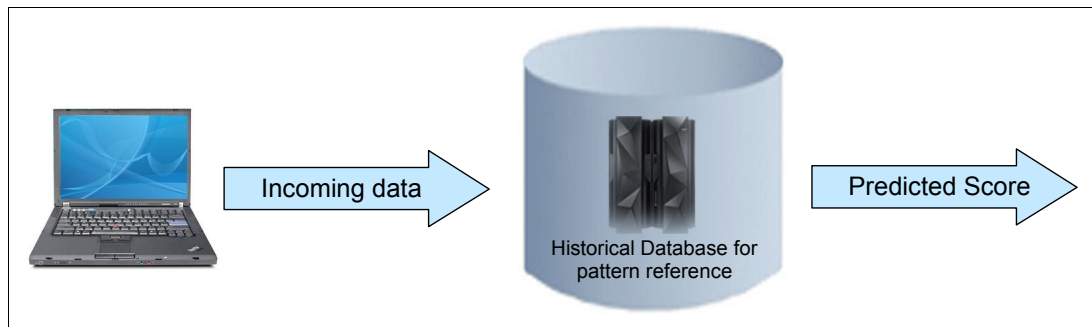 Incoming data
Historical Database for
pattern reference
Predicted Score